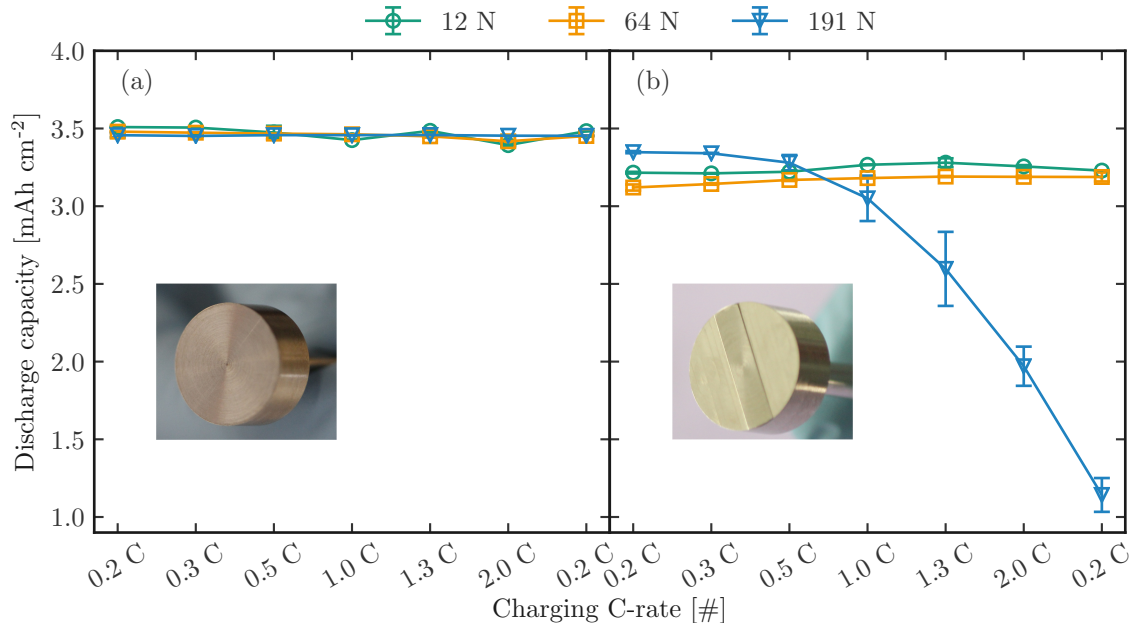 12 N 64 N 191 N
(a) (b)
Discharge capacity [mAh cm⁻²]
4.0
3.5
3.0
2.5
2.0
1.5
1.0
0.2 C 0.3 C 0.5 C 1.0 C 1.3 C 2.0 C 0.2 C 0.2 C 0.3 C 0.5 C 1.0 C 1.3 C 2.0 C 0.2 C
Charging C-rate [#]